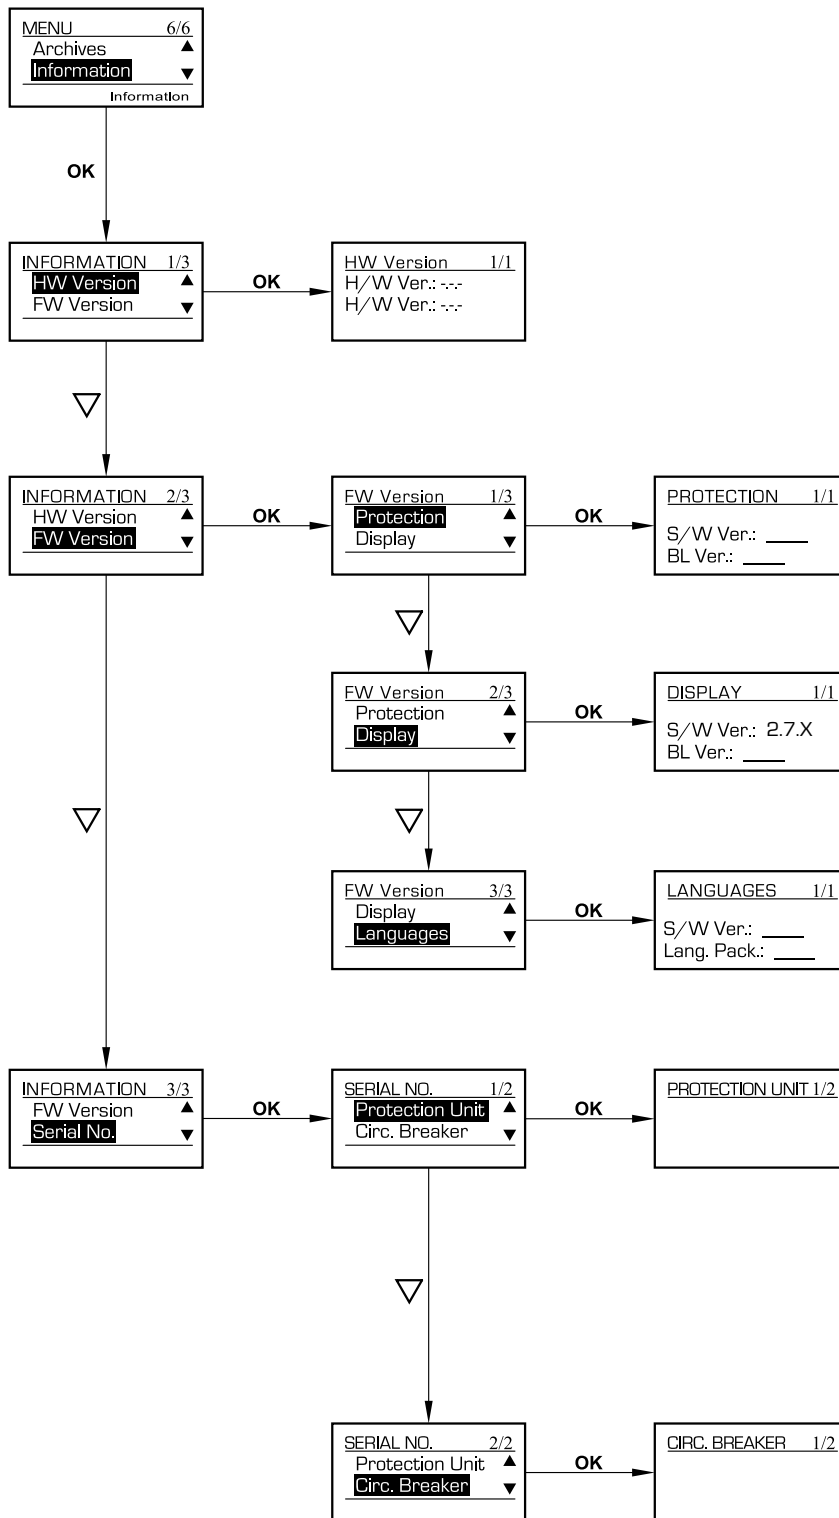 MENU 6/6
Archives ▲
Information ▼
Information
OK
INFORMATION 1/3
HW Version ▲
FW Version ▼
OK
HW Version 1/1
H/W Ver.: -.-.-
H/W Ver.: -.-.-
▽
INFORMATION 2/3
HW Version ▲
FW Version ▼
OK
FW Version 1/3
Protection ▲
Display ▼
OK
PROTECTION 1/1
S/W Ver.: ____
BL Ver.: ____
▽
FW Version 2/3
Protection ▲
Display ▼
OK
DISPLAY 1/1
S/W Ver.: 2.7.X
BL Ver.: ____
▽
▽
FW Version 3/3
Display ▲
Languages ▼
OK
LANGUAGES 1/1
S/W Ver.: ____
Lang. Pack.: ____
INFORMATION 3/3
FW Version ▲
Serial No. ▼
OK
SERIAL NO. 1/2
Protection Unit ▲
Circ. Breaker ▼
OK
PROTECTION UNIT 1/2
▽
SERIAL NO. 2/2
Protection Unit ▲
Circ. Breaker ▼
OK
CIRC. BREAKER 1/2